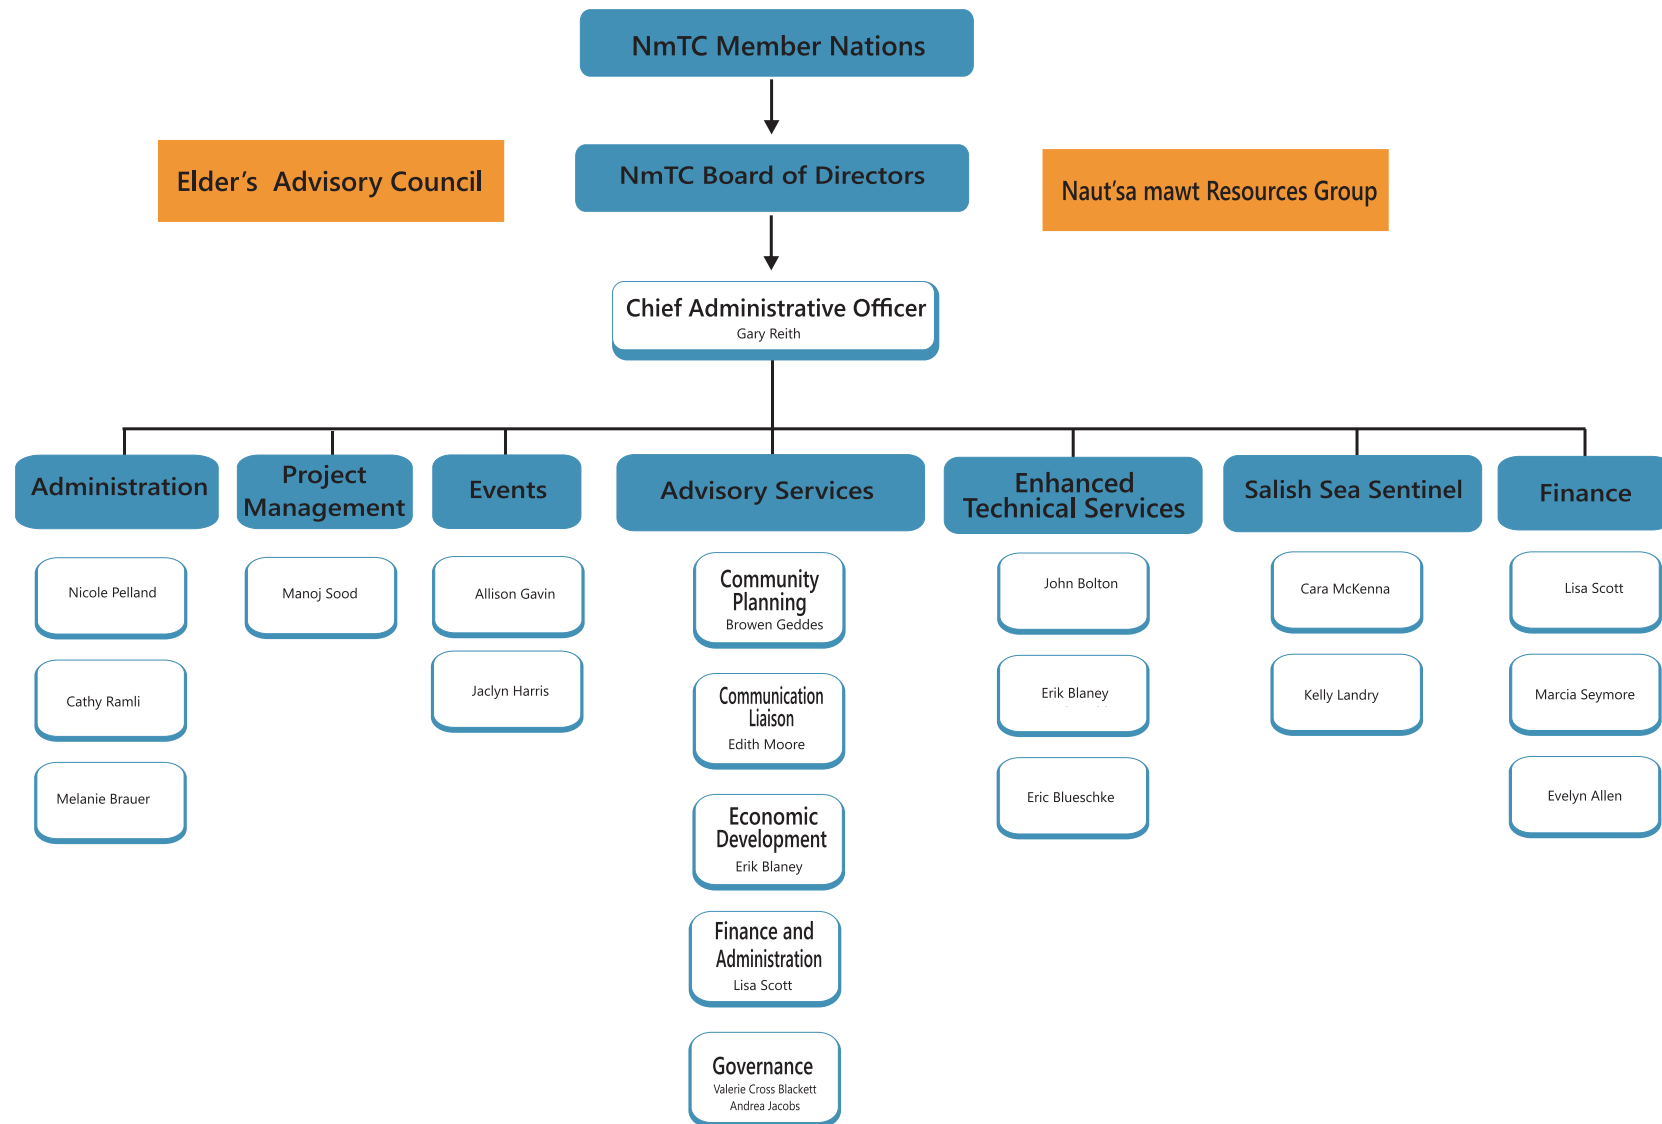 NmTC Member Nations
Elder’s Advisory Council
NmTC Board of Directors
Naut’sa mawt Resources Group
Chief Administrative Officer
Gary Reith
Administration
Nicole Pelland
Cathy Ramli
Melanie Brauer
Project
Management
Manoj Sood
Events
Allison Gavin
Jaclyn Harris
Advisory Services
Community
Planning
Browen Geddes
Communication
Liaison
Edith Moore
Economic
Development
Erik Blaney
Finance and
Administration
Lisa Scott
Governance
Valerie Cross Blackett
Andrea Jacobs
Enhanced
Technical Services
John Bolton
Erik Blaney
Eric Blueschke
Salish Sea Sentinel
Cara McKenna
Kelly Landry
Finance
Lisa Scott
Marcia Seymore
Evelyn Allen